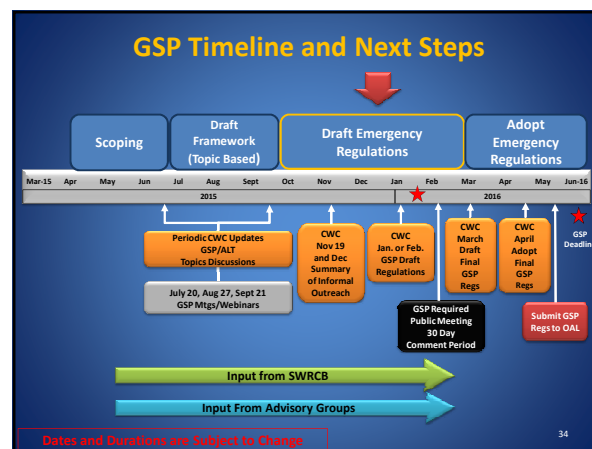 GSP Timeline and Next Steps
Scoping
Draft
Framework
(Topic Based)
Draft Emergency
Regulations
Adopt
Emergency
Regulations
Mar-15 Apr May Jun Jul Aug Sept Oct Nov Dec Jan Feb Mar Apr May Jun-16
2015 2016
Periodic CWC Updates
GSP/ALT
Topics Discussions
July 20, Aug 27, Sept 21
GSP Mtgs/Webinars
CWC
Nov 19
and Dec
Summary
of Informal
Outreach
CWC
Jan. or Feb.
GSP Draft
Regulations
GSP Required
Public Meeting
30 Day
Comment Period
CWC
March
Draft
Final
GSP
Regs
CWC
April
Adopt
Final
GSP
Regs
Submit GSP
Regs to OAL
GSP
Deadlin
Input from SWRCB
Input From Advisory Groups
Dates and Durations are Subject to Change
34